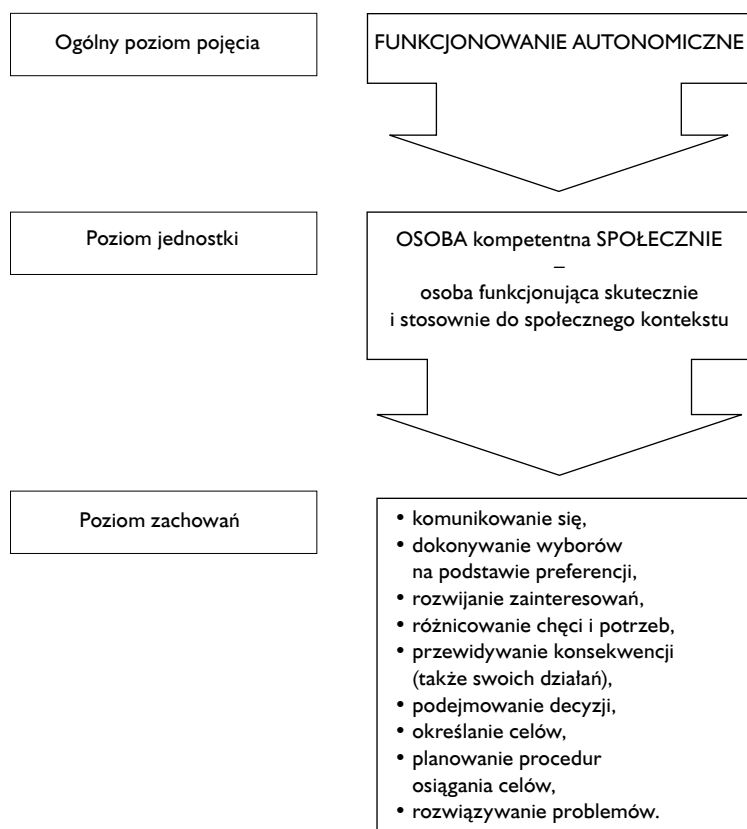 Ogólny poziom pojęcia
FUNKCJONOWANIE AUTONOMICZNE
Poziom jednostki
OSOBA kompetentna SPOŁECZNIE
–
osoba funkcjonująca skutecznie
i stosownie do społecznego kontekstu
Poziom zachowań
• komunikowanie się,
• dokonywanie wyborów
na podstawie preferencji,
• rozwijanie zainteresowań,
• różnicowanie chęci i potrzeb,
• przewidywanie konsekwencji
(także swoich działań),
• podejmowanie decyzji,
• określanie celów,
• planowanie procedur
osiągania celów,
• rozwiązywanie problemów.